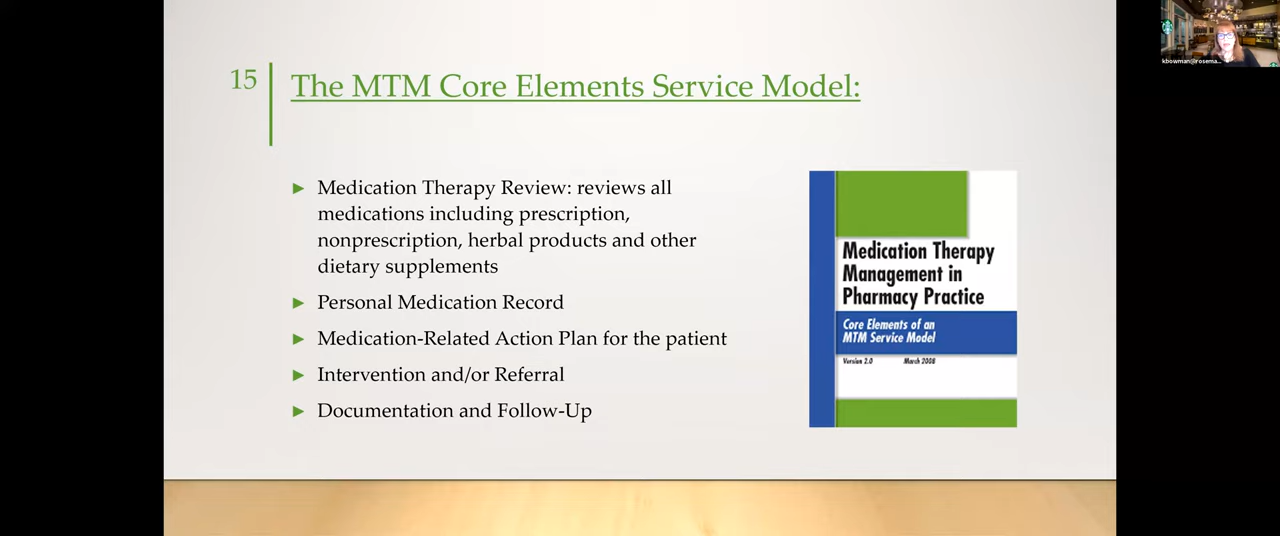 15
The MTM Core Elements Service Model:
Medication Therapy Review: reviews all
medications including prescription,
nonprescription, herbal products and other
dietary supplements
Personal Medication Record
Medication-Related Action Plan for the patient
Intervention and/or Referral
Documentation and Follow-Up
Medication Therapy
Management in
Pharmacy Practice
Core Elements of an
MTM Service Model
Version 2.0 March 2008
kbowman@rosema...